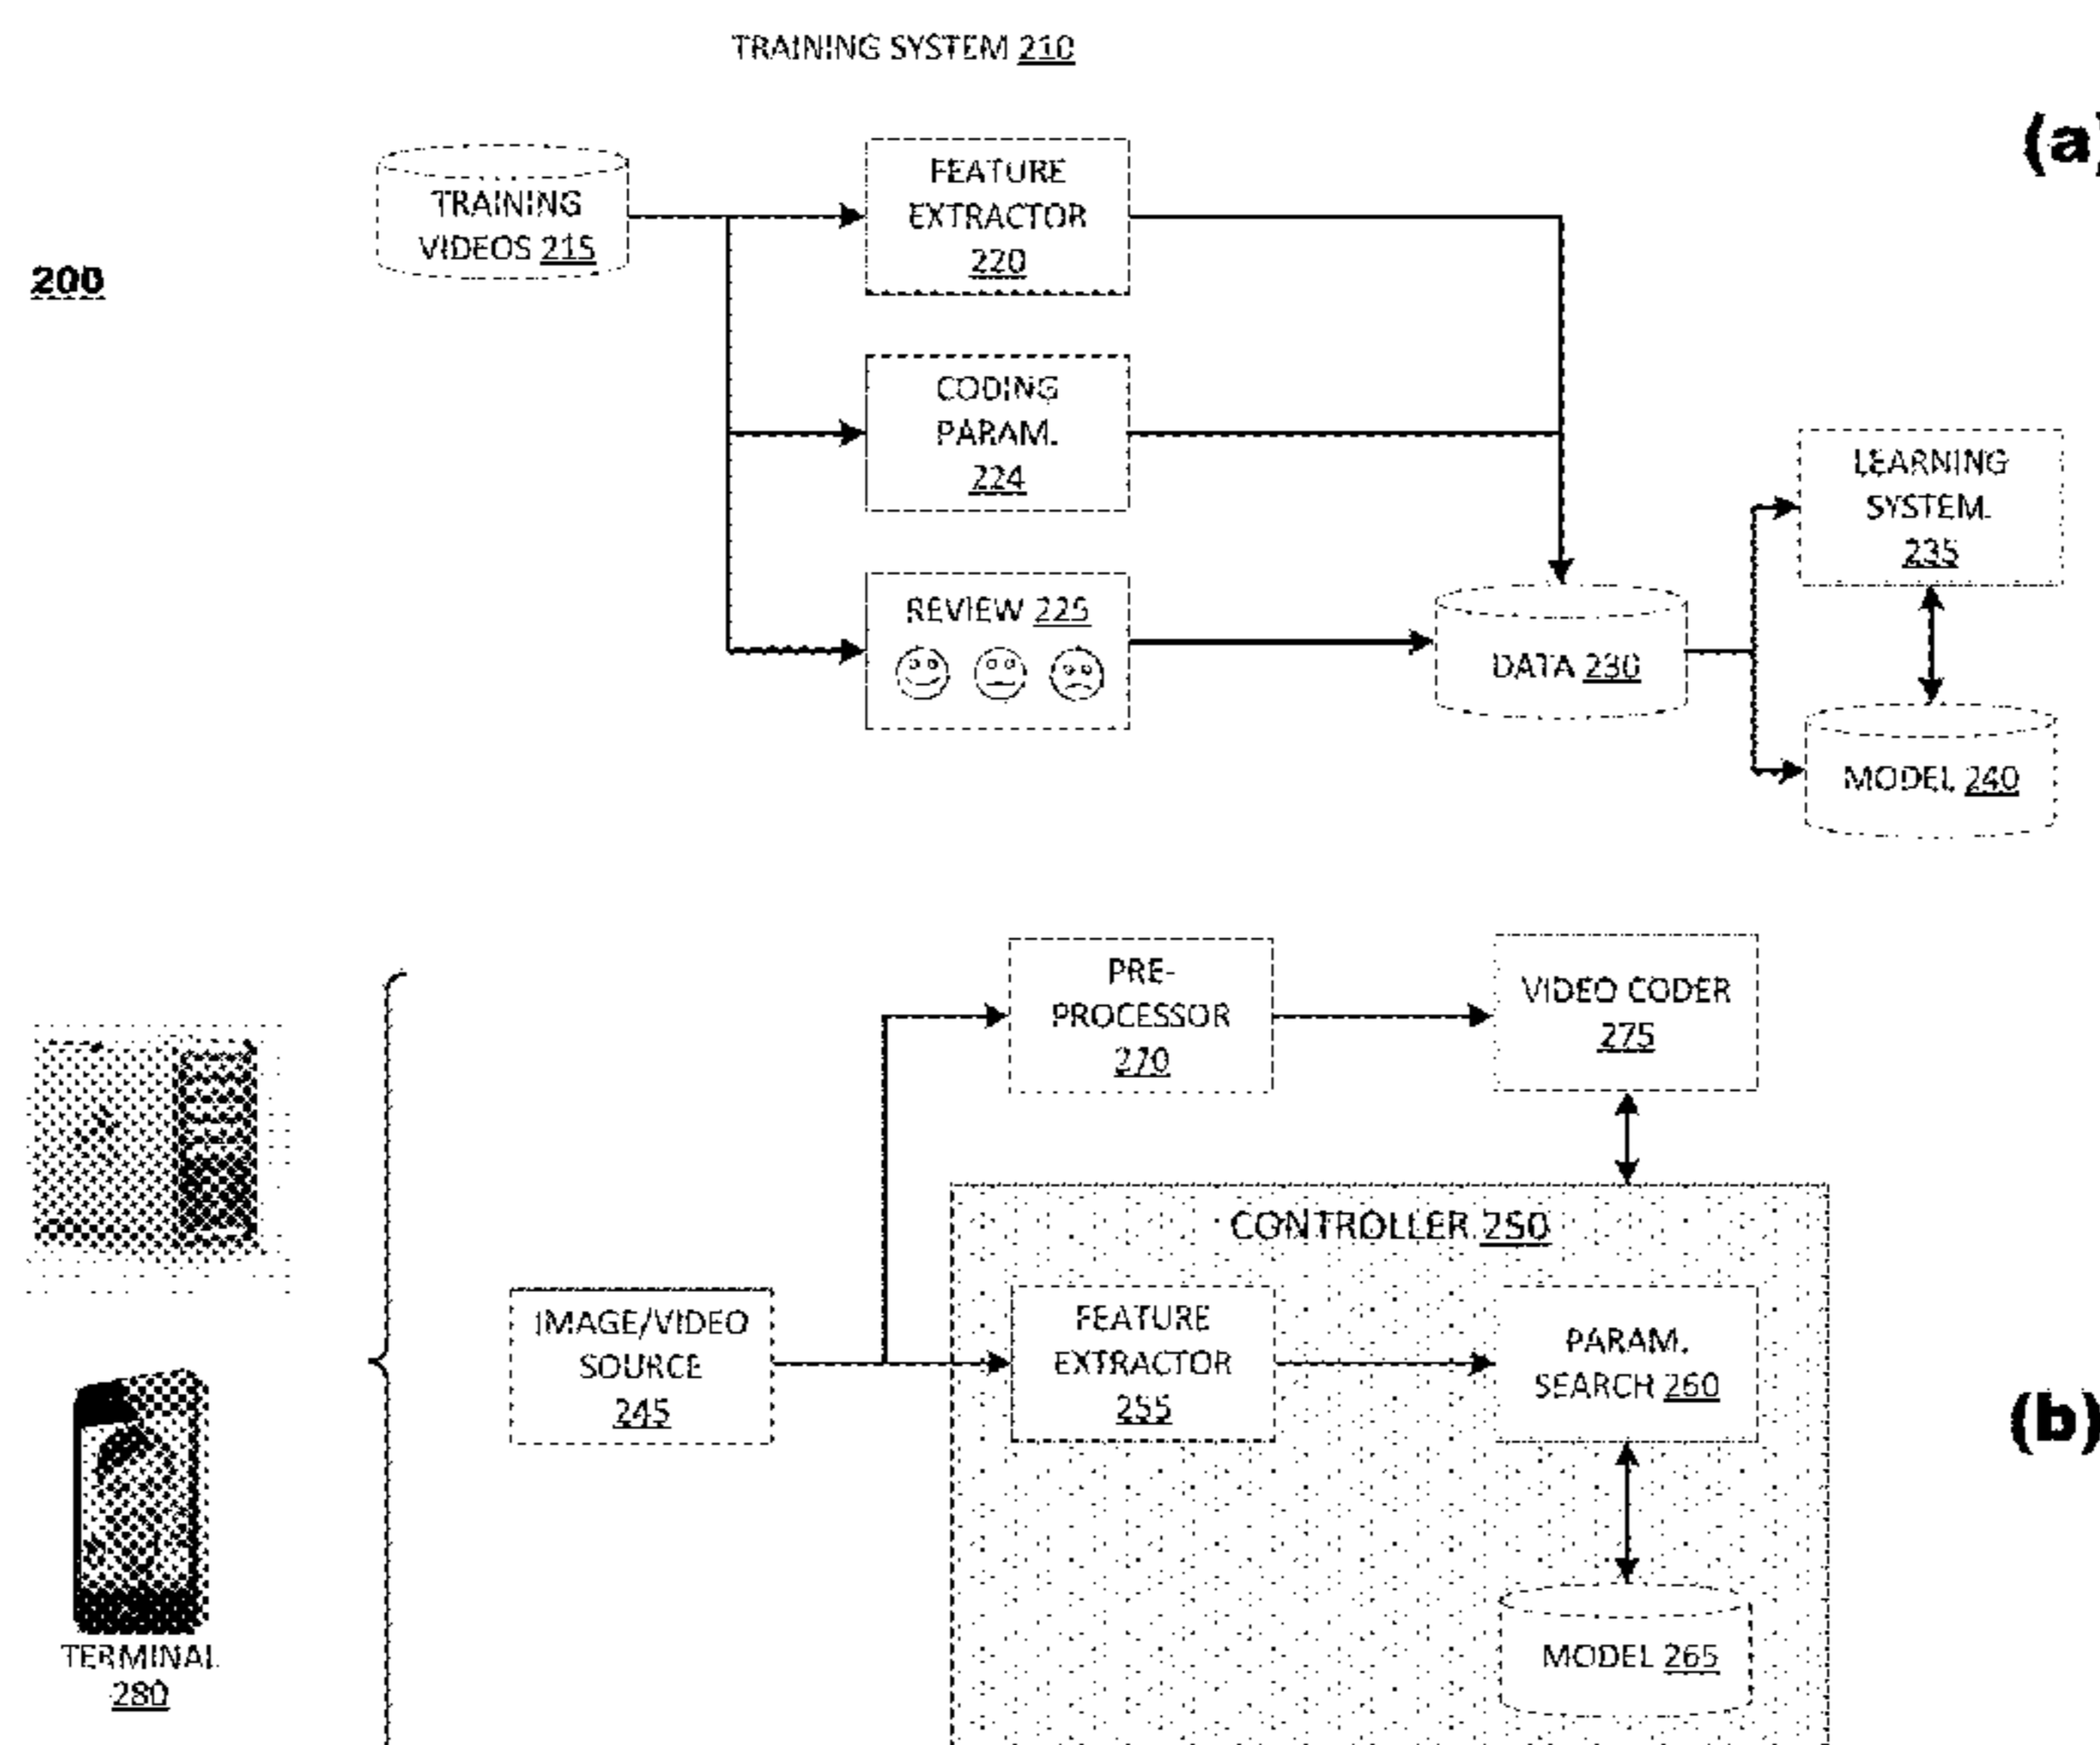 TRAINING SYSTEM 210
(a)
200
TRAINING
VIDEOS 215
FEATURE
EXTRACTOR
220
CODING
PARAM.
224
REVIEW 225
DATA 230
LEARNING
SYSTEM.
235
MODEL 240
PRE-
PROCESSOR
270
VIDEO CODER
275
CONTROLLER 250
IMAGE/VIDEO
SOURCE
245
FEATURE
EXTRACTOR
255
PARAM.
SEARCH 260
MODEL 265
(b)
TERMINAL
280